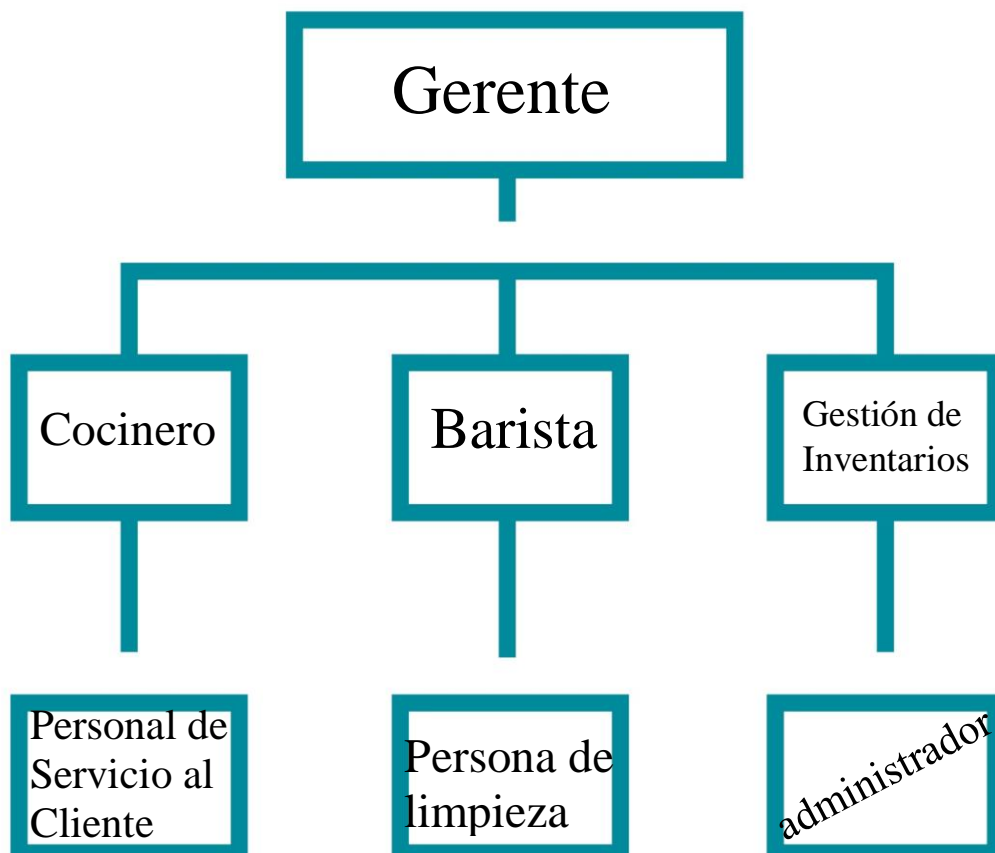 Gerente
Cocinero
Barista
Gestión de
Inventarios
Personal de
Servicio al
Cliente
Persona de
limpieza
administrador